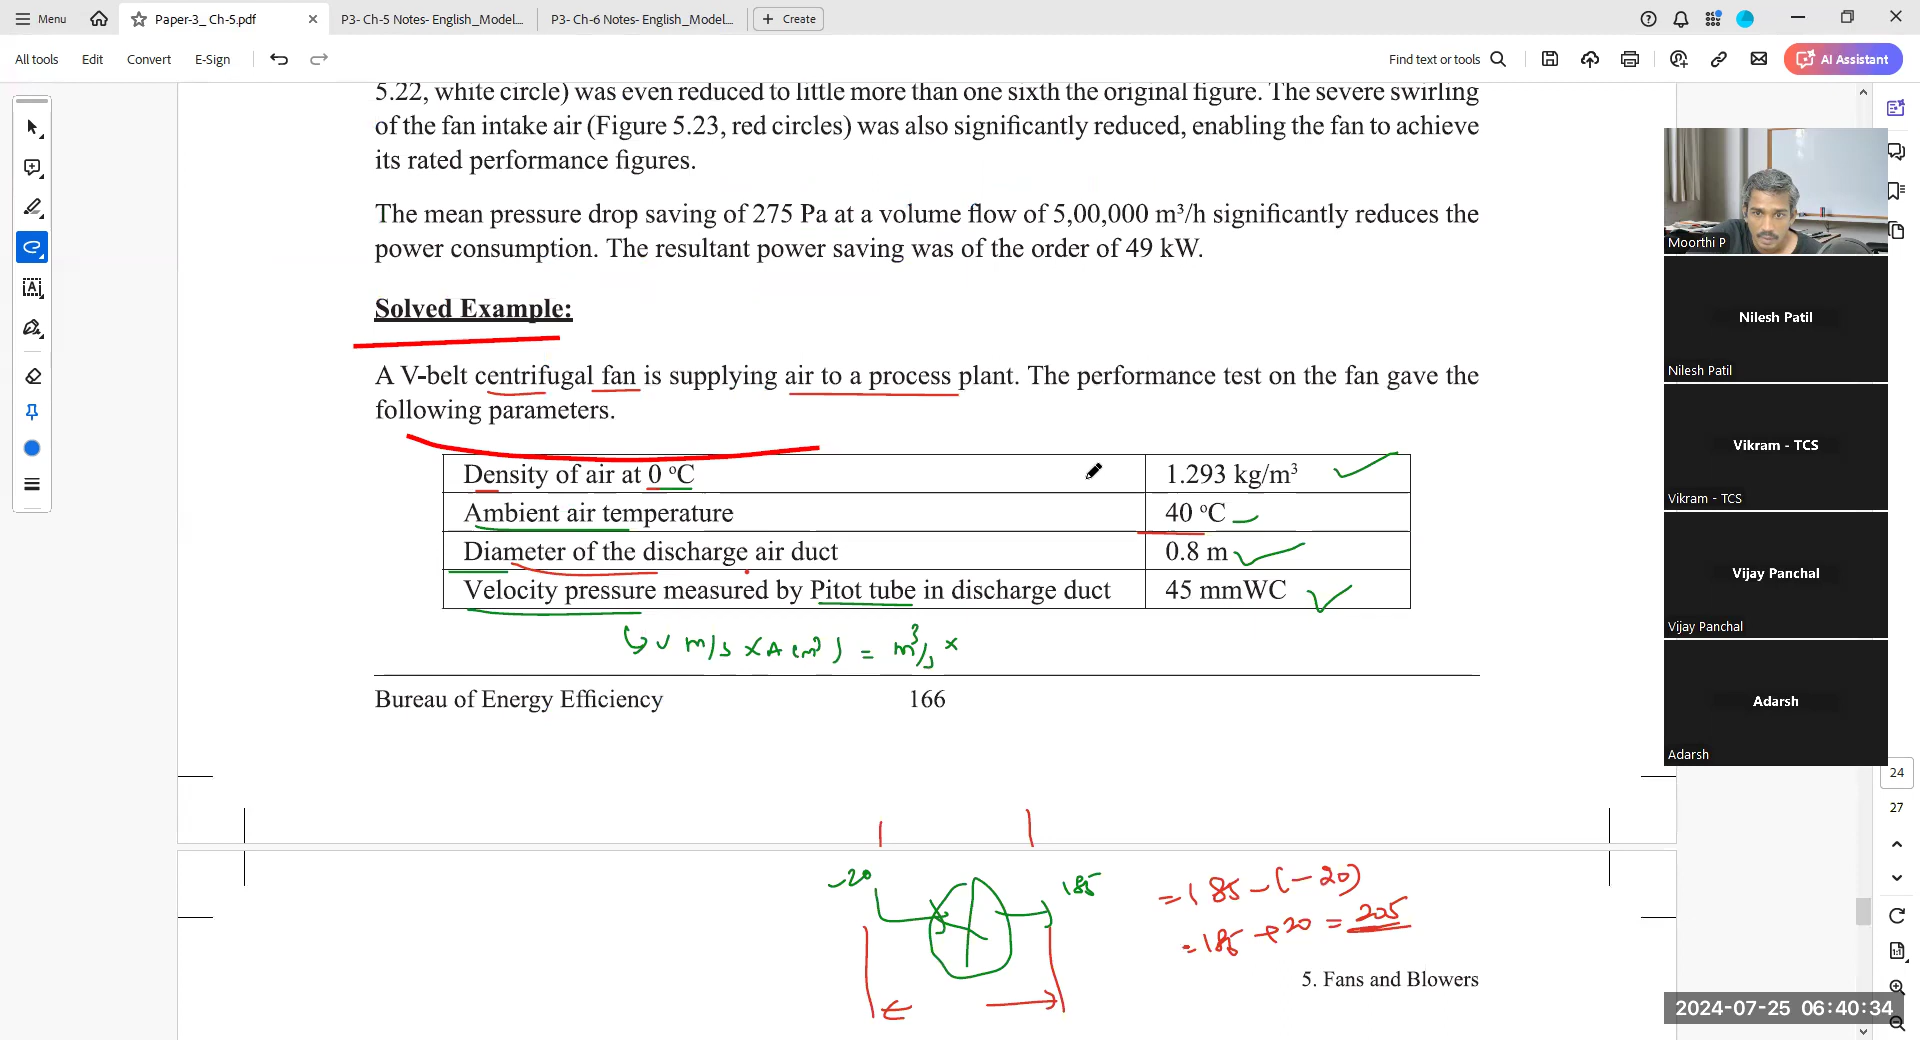 Menu
Paper-3_ Ch-5.pdf
P3- Ch-5 Notes- English_Model...
P3- Ch-6 Notes- English_Model...
+ Create
All tools Edit Convert E-Sign
Find text or tools
AI Assistant
5.22, white circle) was even reduced to little more than one sixth the original figure. The severe swirling
of the fan intake air (Figure 5.23, red circles) was also significantly reduced, enabling the fan to achieve
its rated performance figures.
The mean pressure drop saving of 275 Pa at a volume flow of 5,00,000 m³/h significantly reduces the
power consumption. The resultant power saving was of the order of 49 kW.
Solved Example:
A V-belt centrifugal fan is supplying air to a process plant. The performance test on the fan gave the
following parameters.
Density of air at 0 °C 1.293 kg/m³
Ambient air temperature 40 °C
Diameter of the discharge air duct 0.8 m
Velocity pressure measured by Pitot tube in discharge duct 45 mmWC
v m/s × A (m²) = m³/s ×
Bureau of Energy Efficiency 166
-20
185
= 185 - (-20)
= 185 + 20 = 205
5. Fans and Blowers
Moorthi P
Nilesh Patil
Nilesh Patil
Vikram - TCS
Vikram - TCS
Vijay Panchal
Vijay Panchal
Adarsh
Adarsh
24
27
1:1
2024-07-25 06:40:34